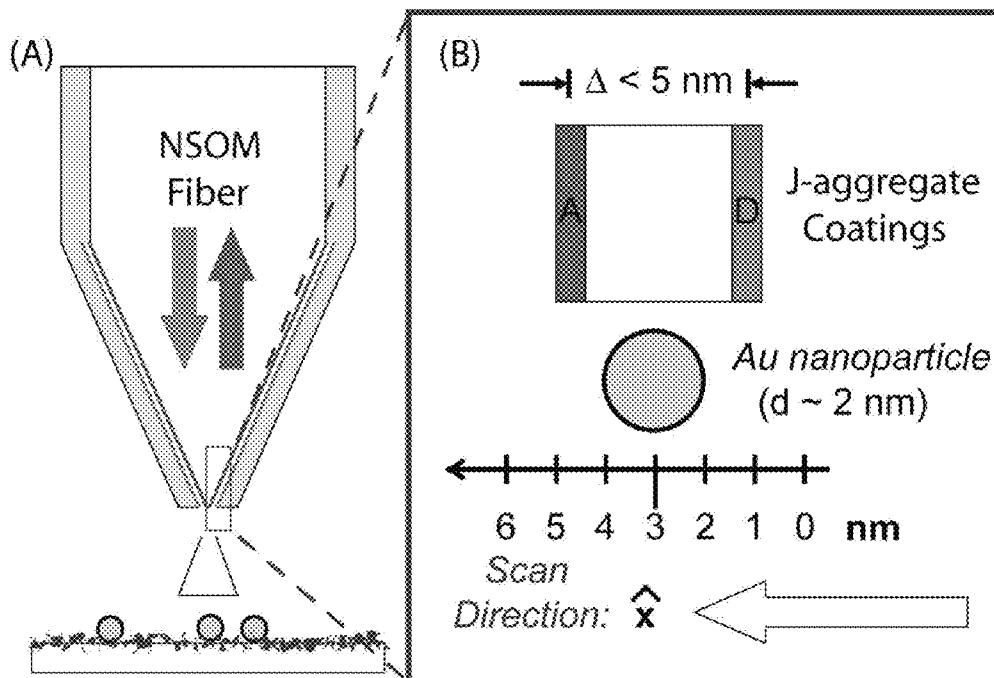 (A)
NSOM
Fiber
(B)
Δ < 5 nm
A
D
J-aggregate
Coatings
Au nanoparticle
(d ~ 2 nm)
6 5 4 3 2 1 0 nm
Scan
Direction: x̂